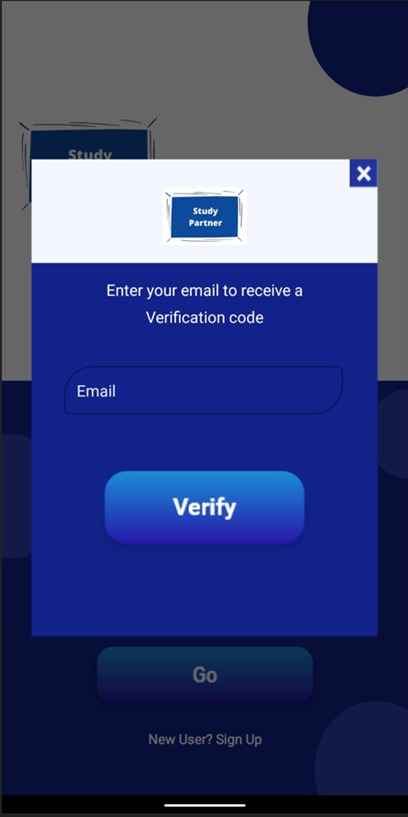 Study
X
Study
Partner
Enter your email to receive a
Verification code
Email
Verify
Go
New User? Sign Up